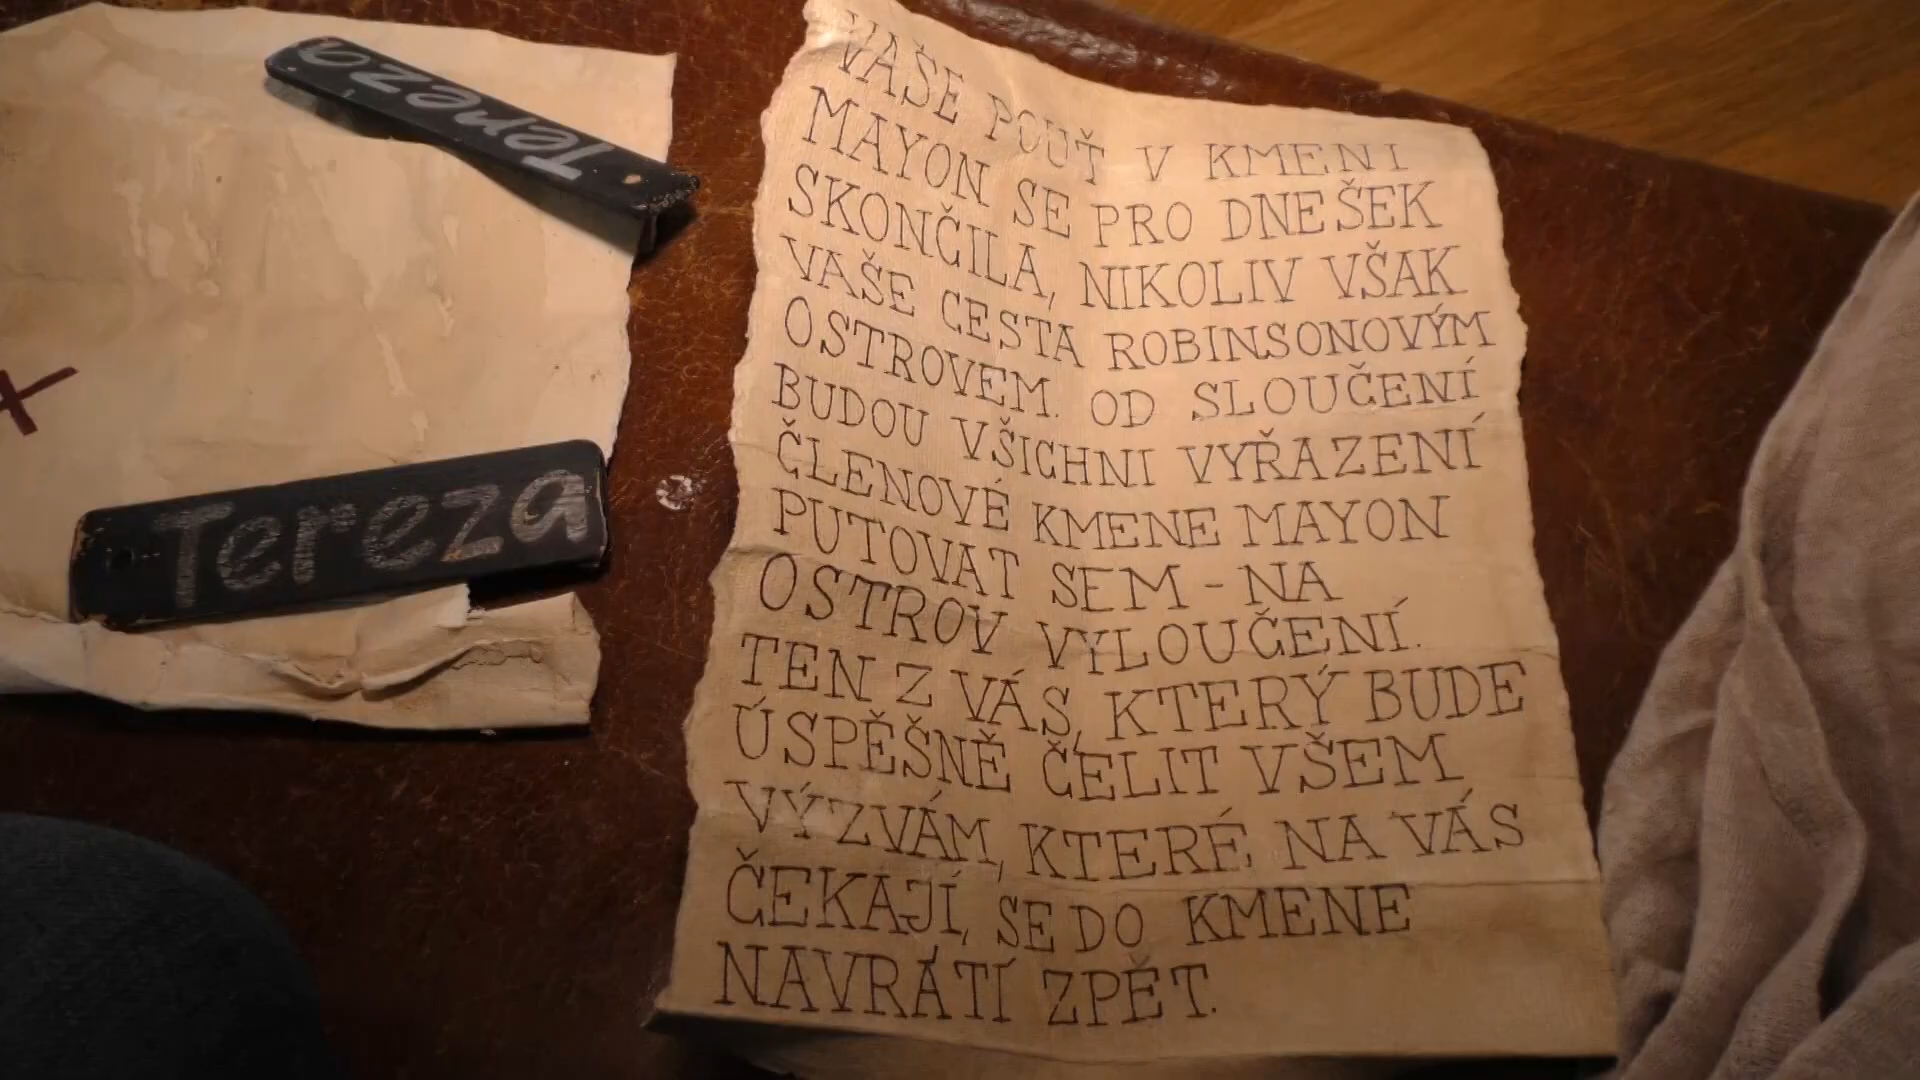 Tereza
Tereza
VAŠE POUŤ V KMENI
MAYON SE PRO DNEŠEK
SKONČILA, NIKOLIV VŠAK
VAŠE CESTA ROBINSONOVÝM
OSTROVEM. OD SLOUČENÍ
BUDOU VŠICHNI VYŘAZENÍ
ČLENOVÉ KMENE MAYON
PUTOVAT SEM - NA
OSTROV VYLOUČENÍ.
TEN Z VÁS, KTERÝ BUDE
ÚSPĚŠNĚ ČELIT VŠEM
VÝZVÁM, KTERÉ NA VÁS
ČEKAJÍ, SE DO KMENE
NAVRÁTÍ ZPĚT.